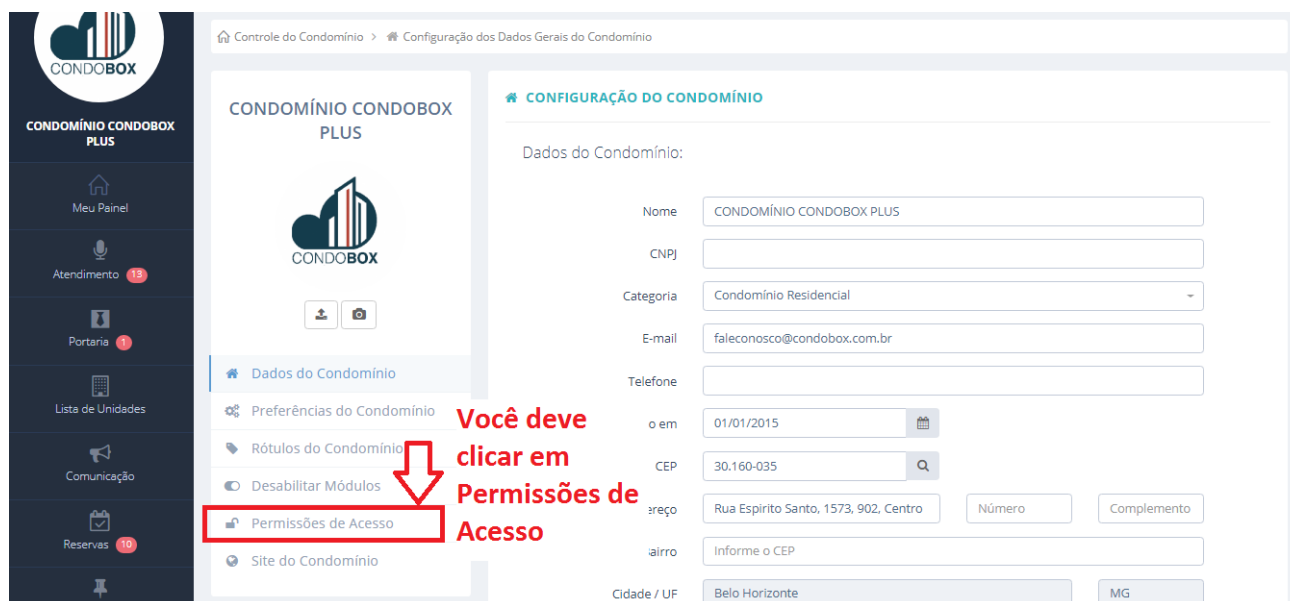 CONDOBOX
CONDOMÍNIO CONDOBOX
PLUS
Meu Painel
Atendimento 13
Portaria 1
Lista de Unidades
Comunicação
Reservas 10
Controle do Condomínio > Configuração dos Dados Gerais do Condomínio
CONDOMÍNIO CONDOBOX
PLUS
CONDOBOX
Dados do Condomínio
Preferências do Condomínio
Rótulos do Condomínio
Desabilitar Módulos
Permissões de Acesso
Site do Condomínio
Você deve
clicar em
Permissões de
Acesso
CONFIGURAÇÃO DO CONDOMÍNIO
Dados do Condomínio:
Nome CONDOMÍNIO CONDOBOX PLUS
CNPJ
Categoria Condomínio Residencial
E-mail faleconosco@condobox.com.br
Telefone
o em 01/01/2015
CEP 30.160-035
ereço Rua Espirito Santo, 1573, 902, Centro Número Complemento
airro Informe o CEP
Cidade / UF Belo Horizonte MG